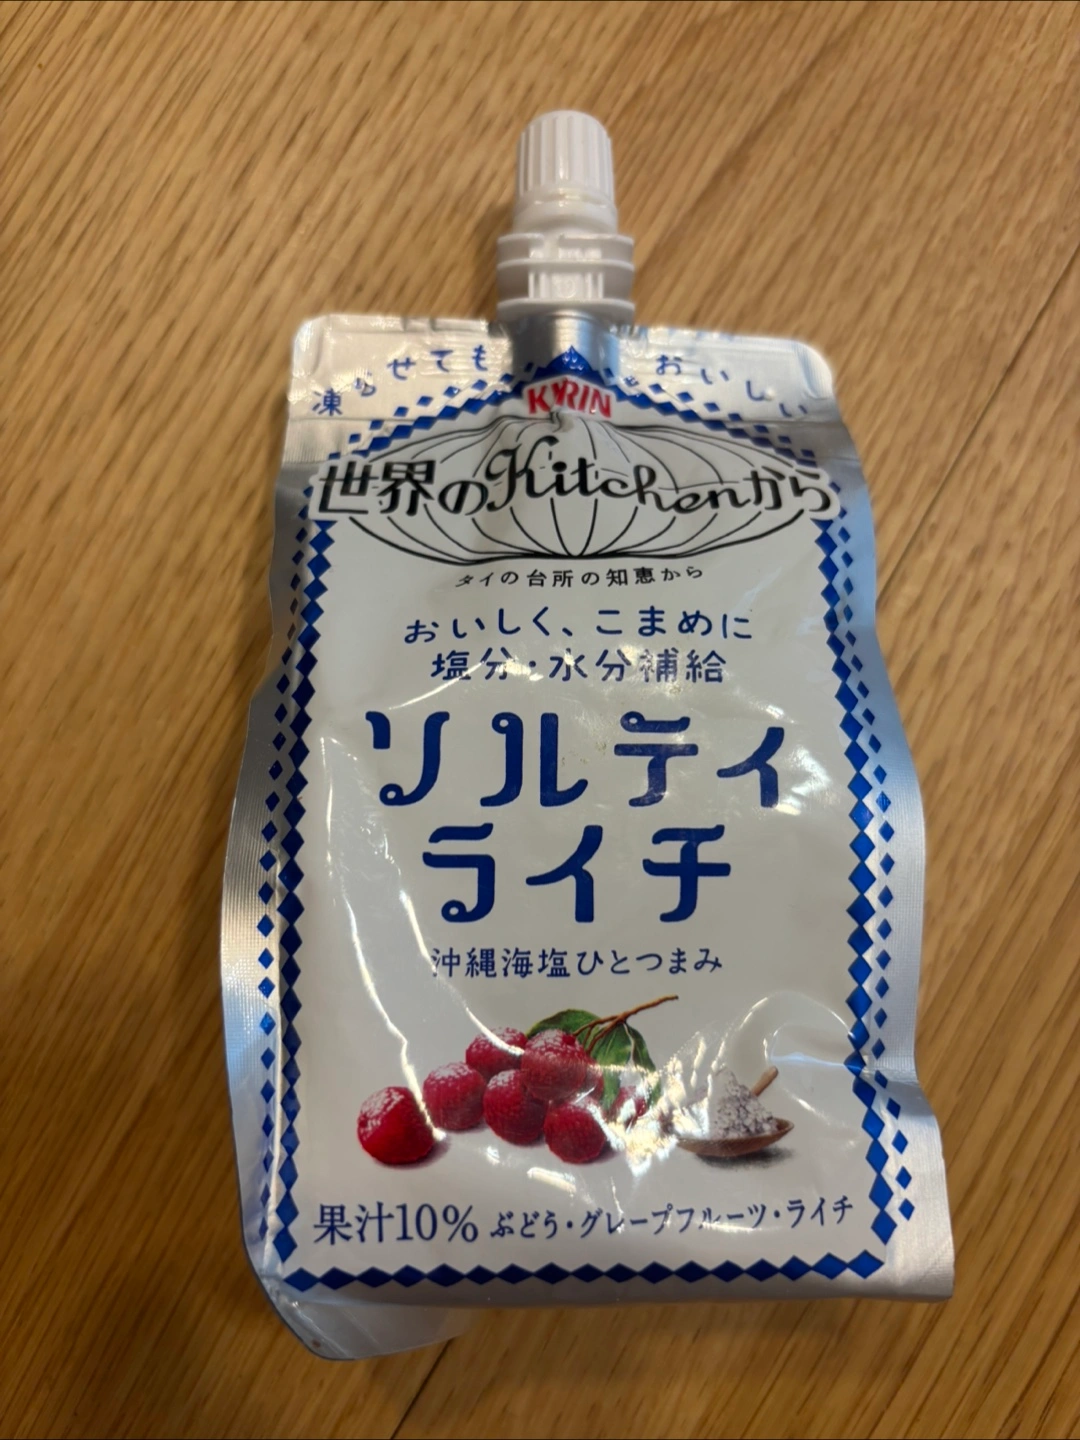 凍らせても おいしい
KIRIN
世界のKitchenから
タイの台所の知恵から
おいしく、こまめに
塩分・水分補給
ソルティ
ライチ
沖縄海塩ひとつまみ
果汁10% ぶどう・グレープフルーツ・ライチ